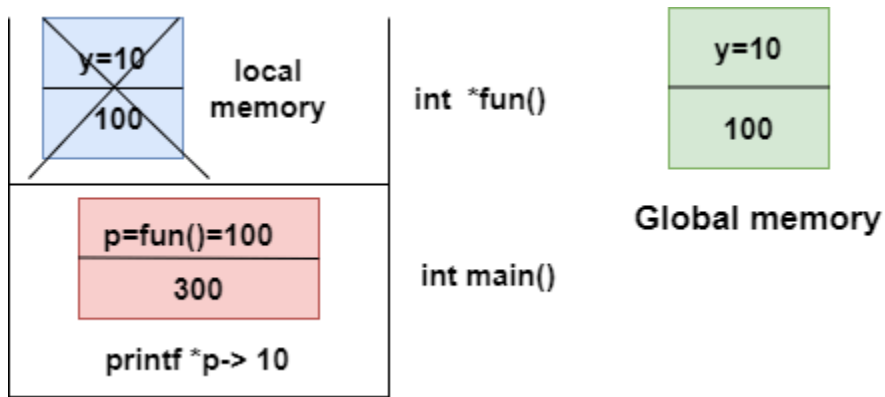 y=10
100
local
memory
int *fun()
y=10
100
Global memory
p=fun()=100
300
int main()
printf *p-> 10